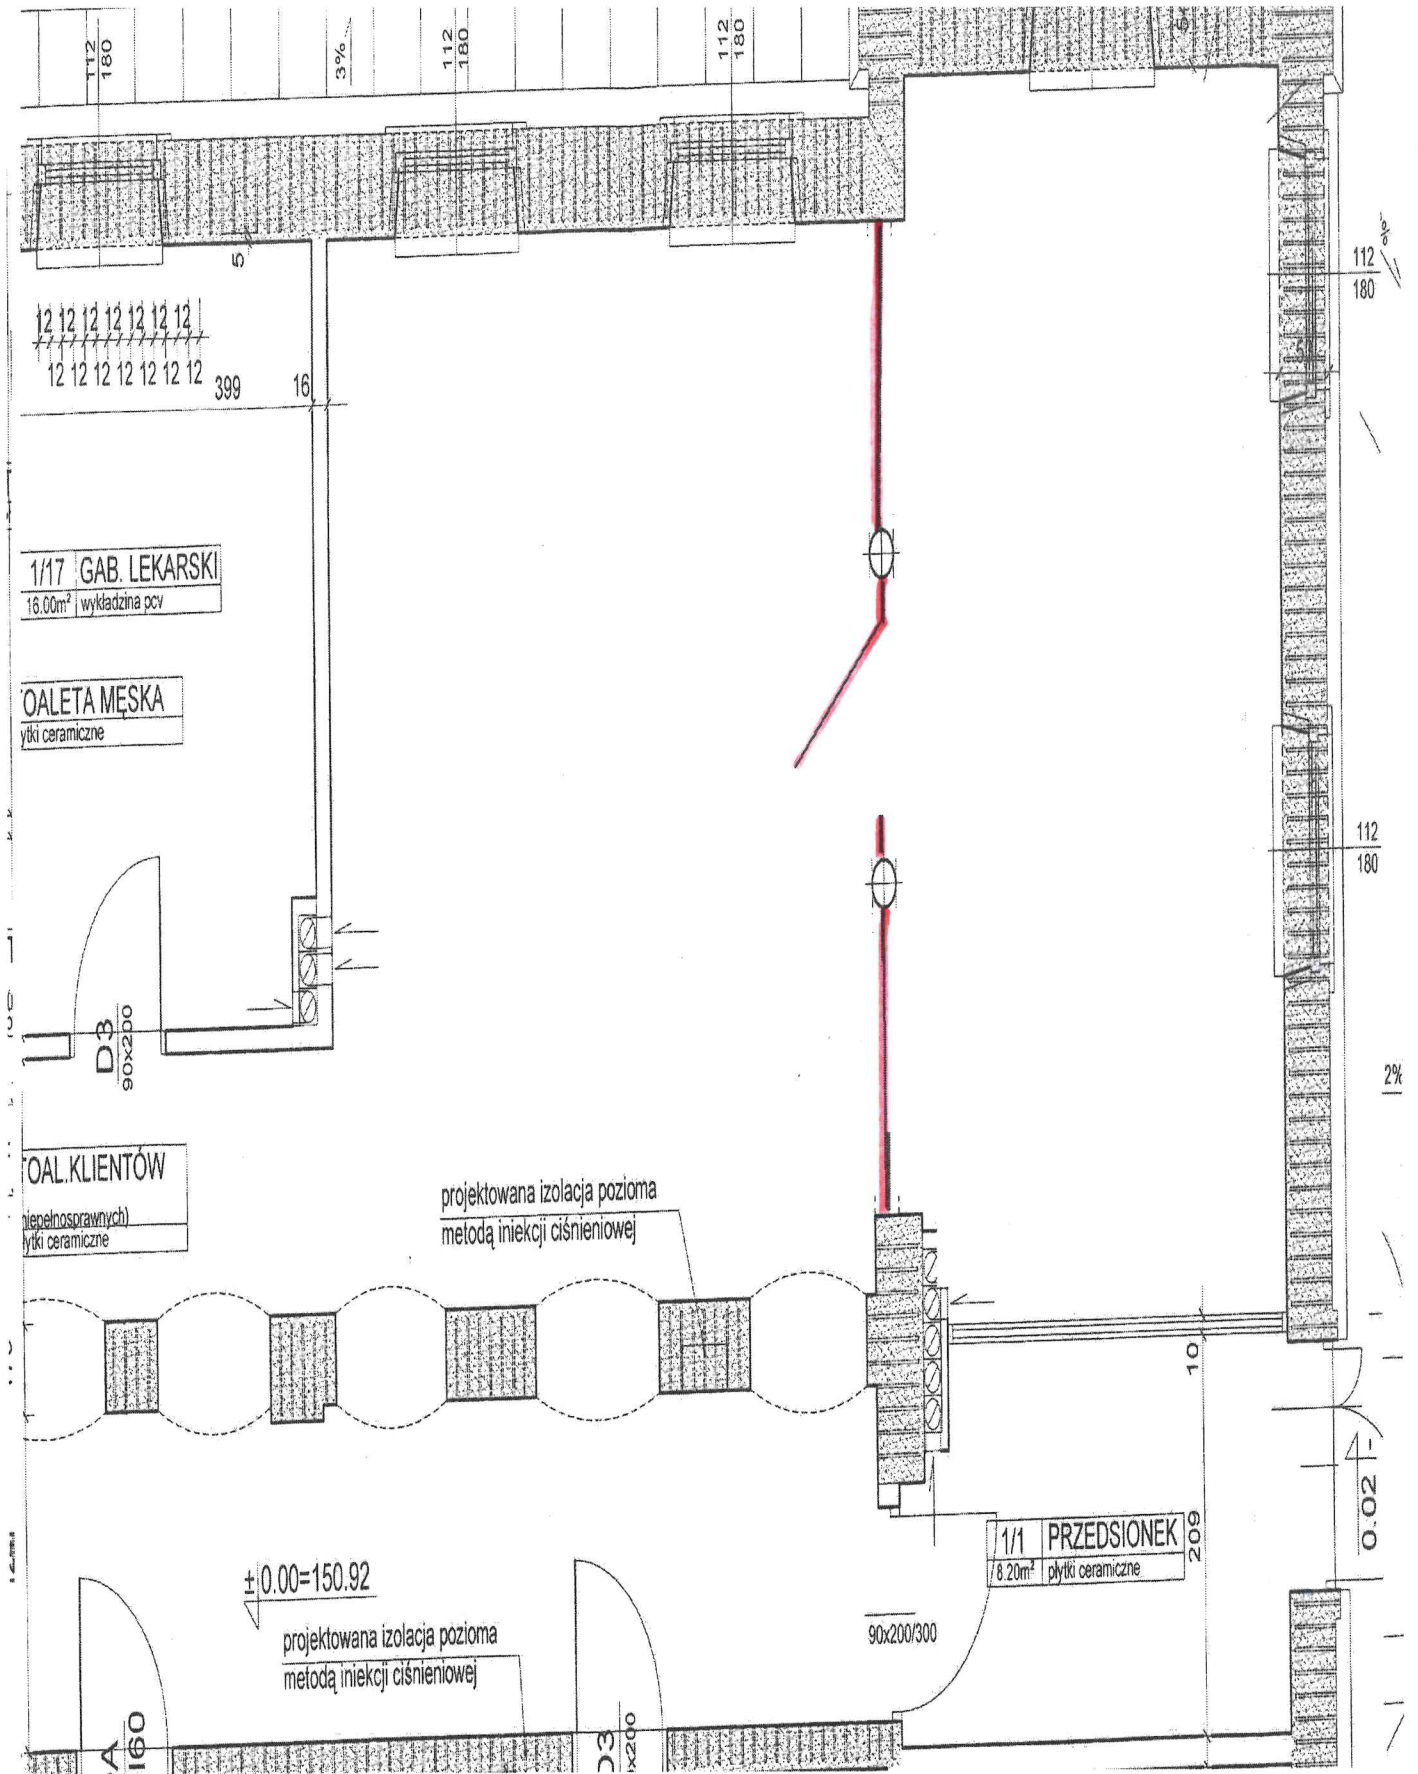 112
180
3%
112
180
112
180
5
5
12 12 12 12 12 12 12
12 12 12 12 12 12 12
399
16
112
180
1/17 GAB. LEKARSKI
16.00m² wykładzina pcv
OALETA MĘSKA
ytki ceramiczne
112
180
D3
90x200
2%
TOAL.KLIENTÓW
niepełnosprawnych)
ytki ceramiczne
projektowana izolacja pozioma
metodą iniekcji ciśnieniowej
10
209
1/1 PRZEDSIONEK
8.20m² płytki ceramiczne
0.02
±0.00=150.92
90x200/300
projektowana izolacja pozioma
metodą iniekcji ciśnieniowej
A
160
D3
x200